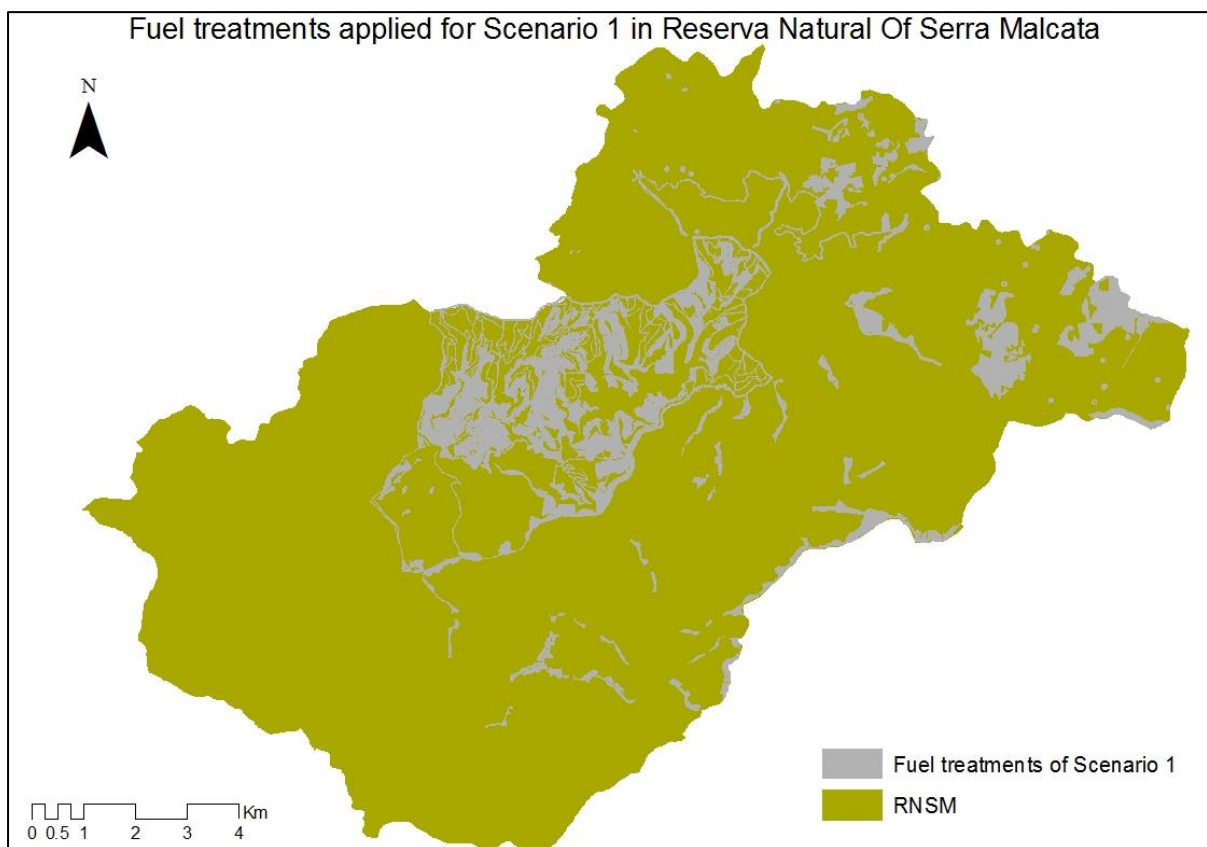 Fuel treatments applied for Scenario 1 in Reserva Natural Of Serra Malcata
N
Fuel treatments of Scenario 1
RNSM
Km
0 0.5 1 2 3 4